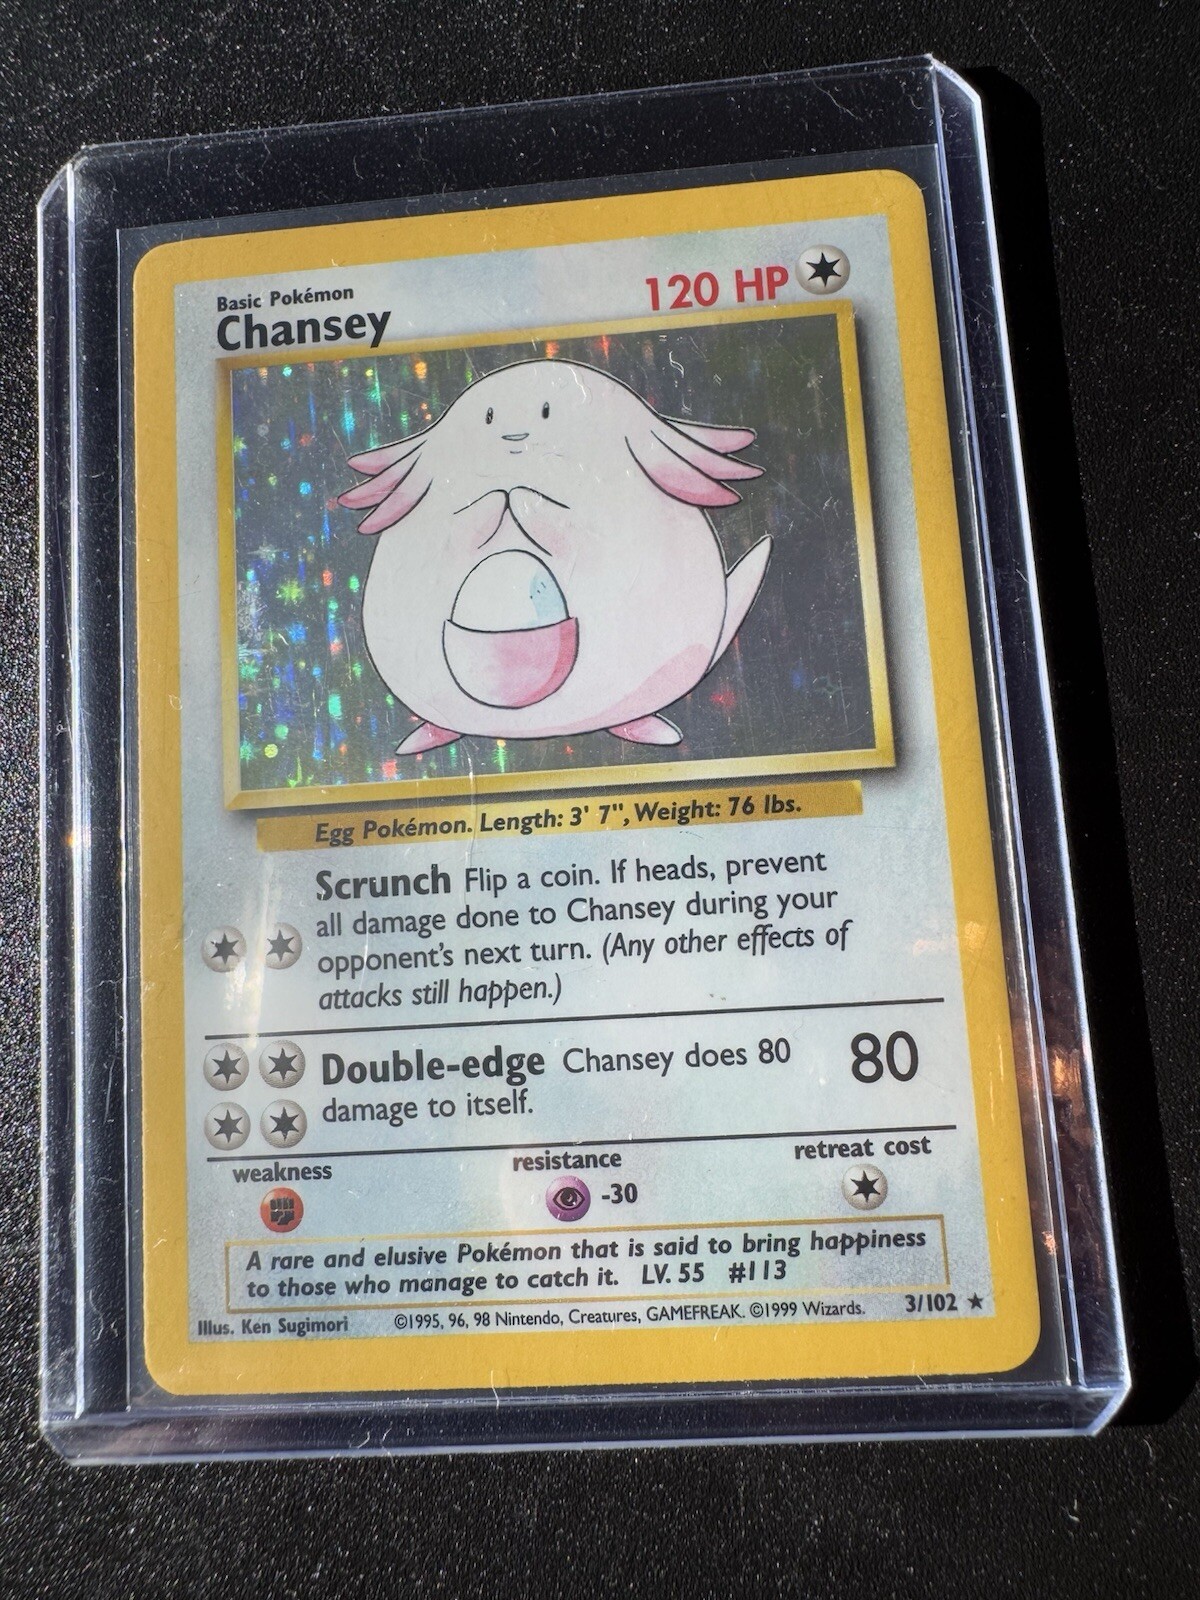 Basic Pokémon
Chansey
120 HP
Egg Pokémon. Length: 3' 7", Weight: 76 lbs.
Scrunch Flip a coin. If heads, prevent
all damage done to Chansey during your
opponent's next turn. (Any other effects of
attacks still happen.)
Double-edge Chansey does 80
damage to itself.
80
weakness
resistance
retreat cost
-30
A rare and elusive Pokémon that is said to bring happiness
to those who manage to catch it. LV. 55 #113
Illus. Ken Sugimori
©1995, 96, 98 Nintendo, Creatures, GAMEFREAK. ©1999 Wizards.
3/102 ★